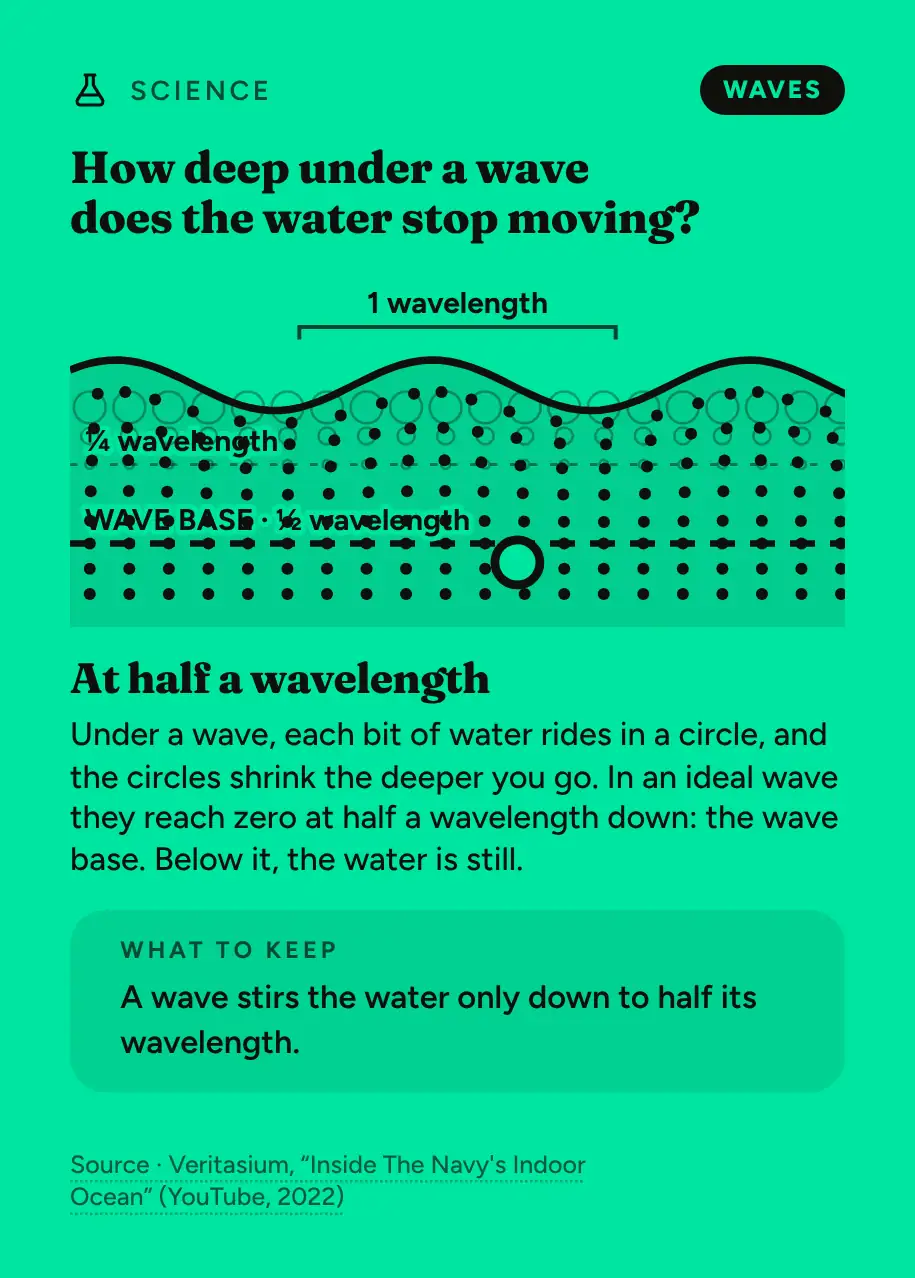 SCIENCE
WAVES
How deep under a wave
does the water stop moving?
1 wavelength
¼ wavelength
WAVE BASE · ½ wavelength
At half a wavelength
Under a wave, each bit of water rides in a circle, and
the circles shrink the deeper you go. In an ideal wave
they reach zero at half a wavelength down: the wave
base. Below it, the water is still.
WHAT TO KEEP
A wave stirs the water only down to half its
wavelength.
Source · Veritasium, “Inside The Navy's Indoor
Ocean” (YouTube, 2022)